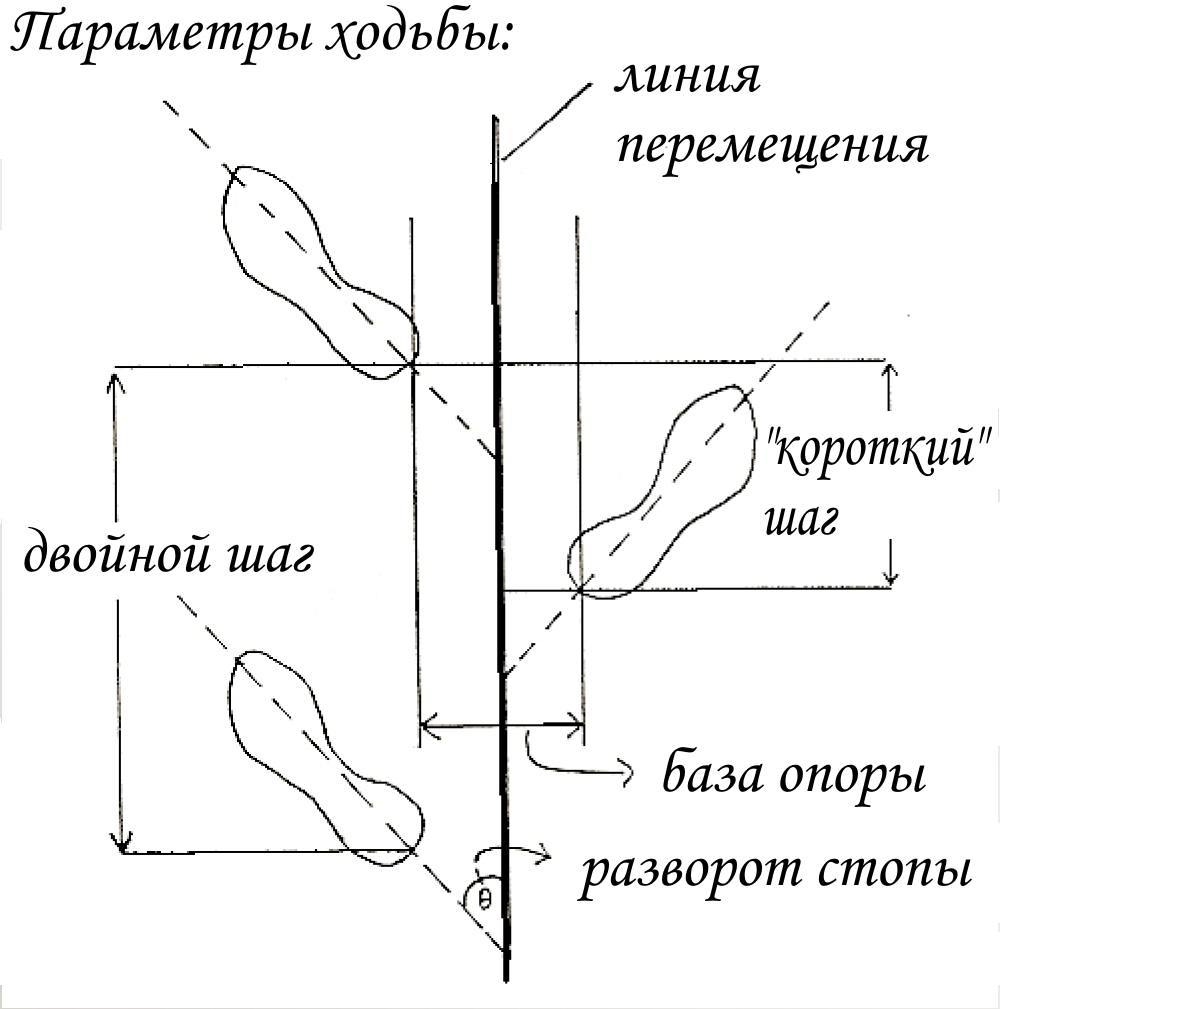 Параметры ходьбы:
линия
перемещения
"короткий"
шаг
двойной шаг
база опоры
разворот стопы
θ